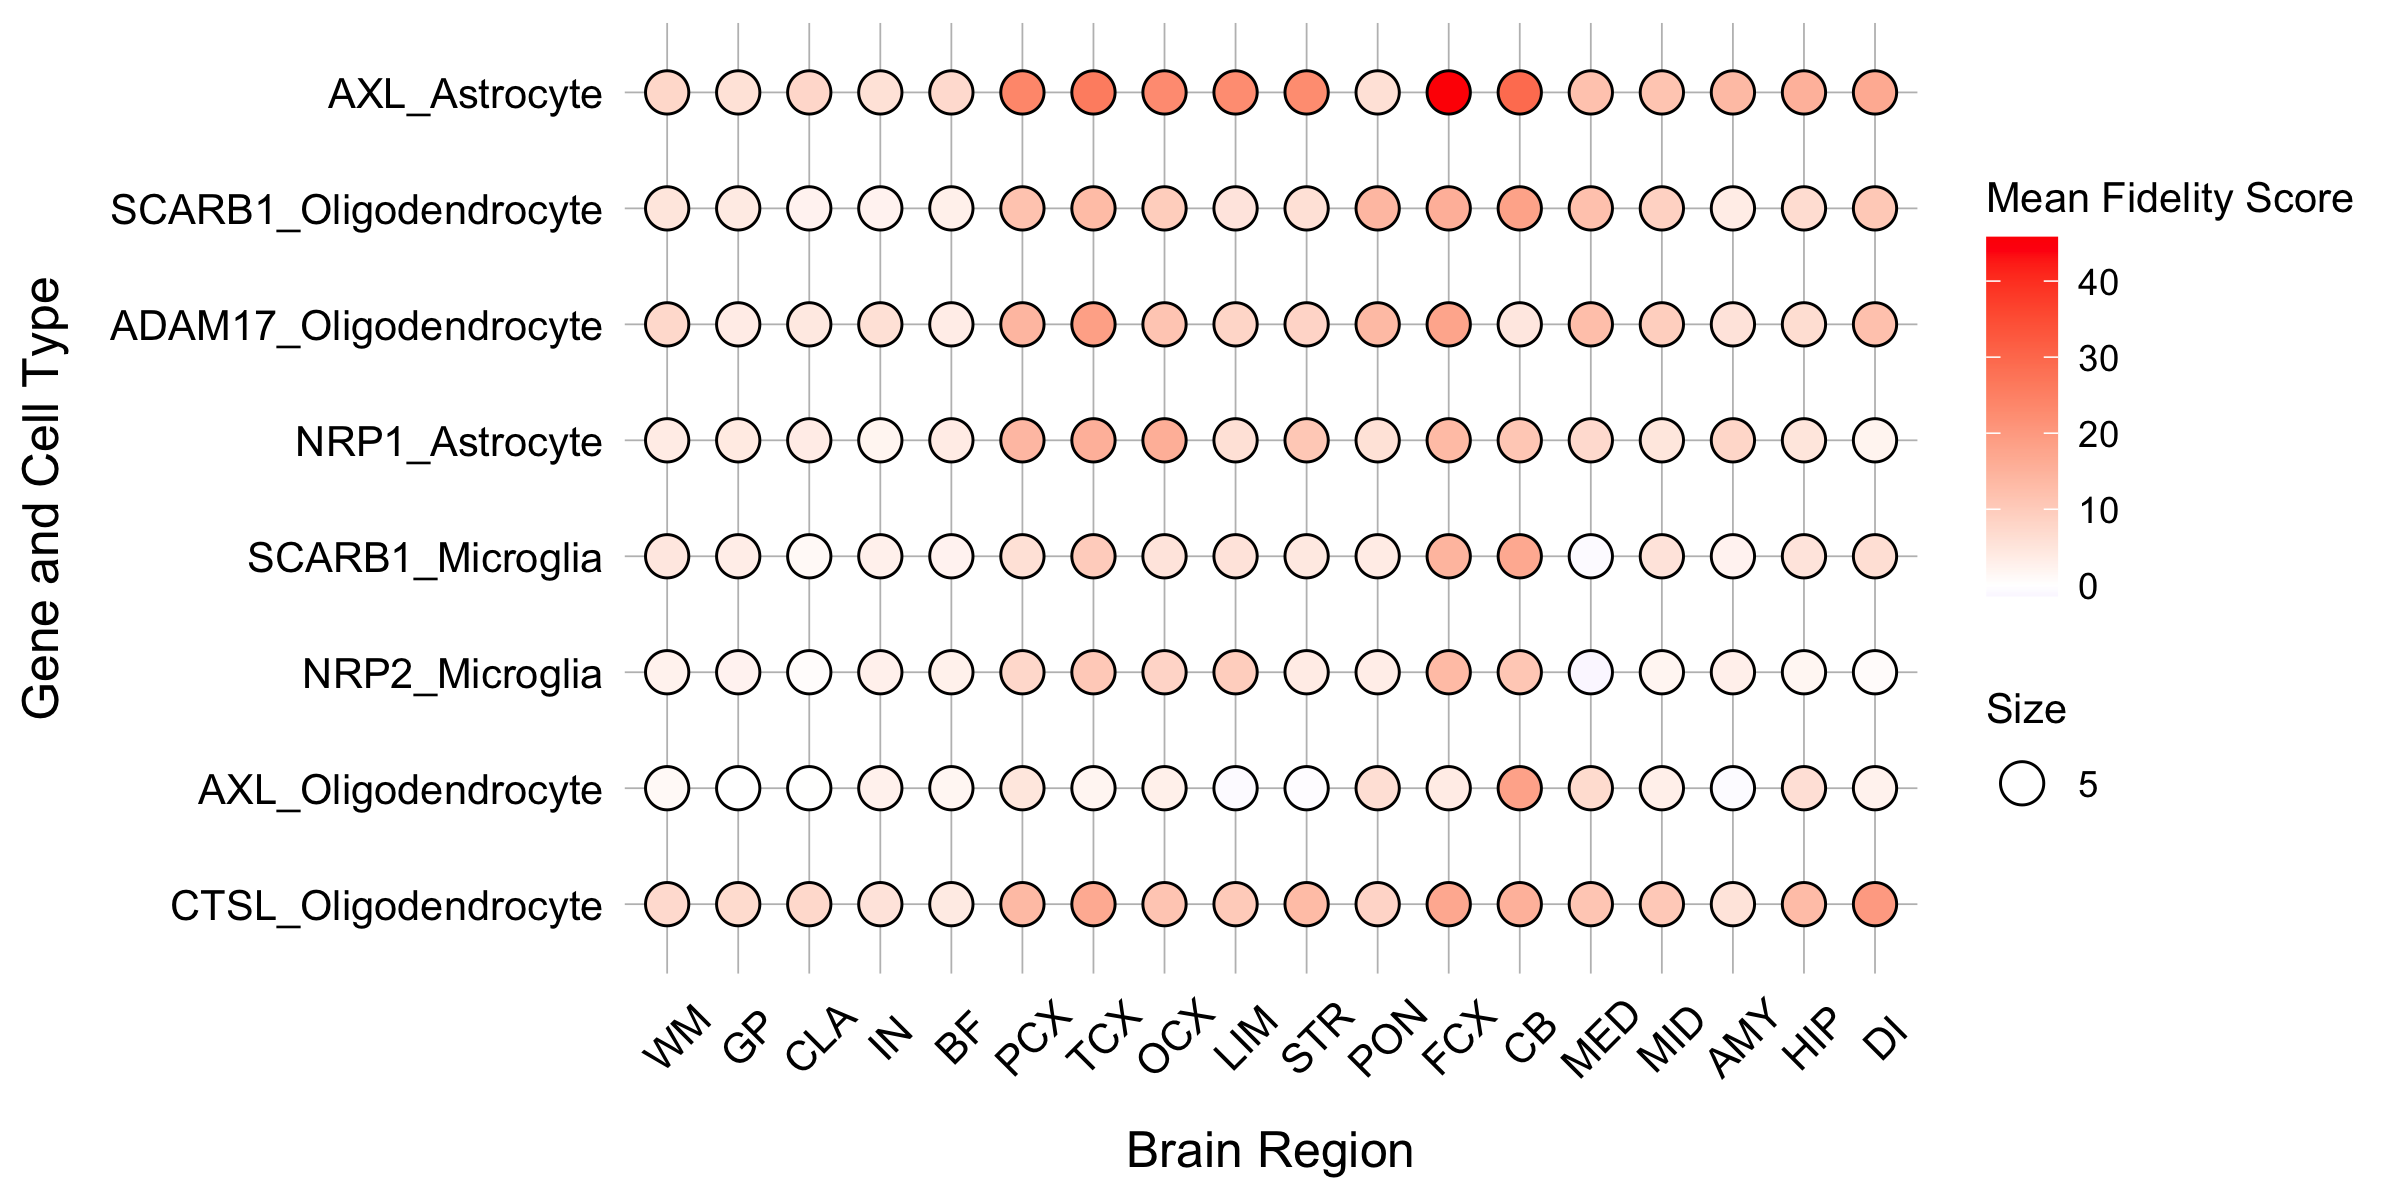 Gene and Cell Type
AXL_Astrocyte
SCARB1_Oligodendrocyte
ADAM17_Oligodendrocyte
NRP1_Astrocyte
SCARB1_Microglia
NRP2_Microglia
AXL_Oligodendrocyte
CTSL_Oligodendrocyte
WM GP CLA IN BF PCX TCX OCX LIM STR PON FCX CB MED MID AMY HIP DI
Brain Region
Mean Fidelity Score
40
30
20
10
0
Size
5